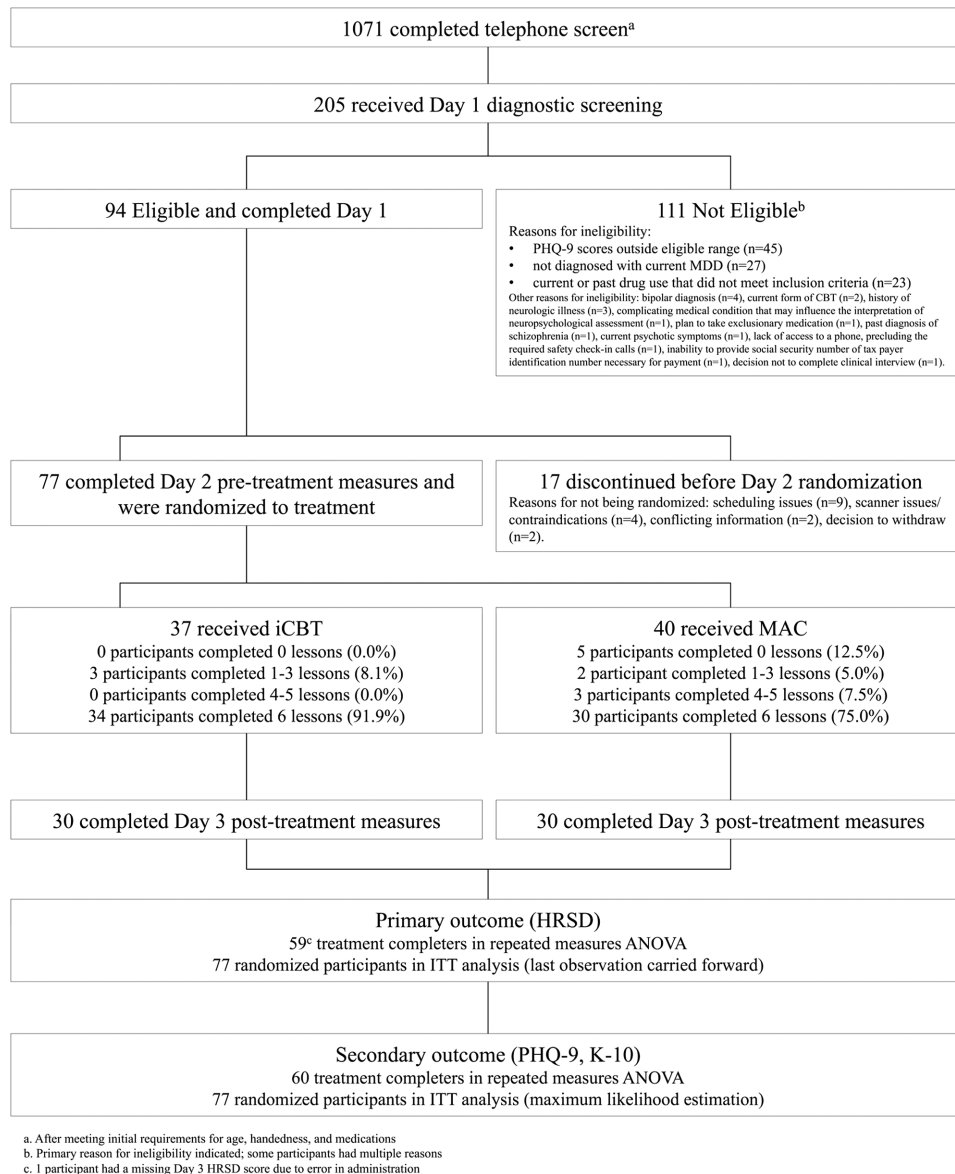 1071 completed telephone screenᵃ
205 received Day 1 diagnostic screening
94 Eligible and completed Day 1
111 Not Eligibleᵇ
Reasons for ineligibility:
• PHQ-9 scores outside eligible range (n=45)
• not diagnosed with current MDD (n=27)
• current or past drug use that did not meet inclusion criteria (n=23)
Other reasons for ineligibility: bipolar diagnosis (n=4), current form of CBT (n=2), history of
neurologic illness (n=3), complicating medical condition that may influence the interpretation of
neuropsychological assessment (n=1), plan to take exclusionary medication (n=1), past diagnosis of
schizophrenia (n=1), current psychotic symptoms (n=1), lack of access to a phone, precluding the
required safety check-in calls (n=1), inability to provide social security number of tax payer
identification number necessary for payment (n=1), decision not to complete clinical interview (n=1).
77 completed Day 2 pre-treatment measures and
were randomized to treatment
17 discontinued before Day 2 randomization
Reasons for not being randomized: scheduling issues (n=9), scanner issues/
contraindications (n=4), conflicting information (n=2), decision to withdraw
(n=2).
37 received iCBT
0 participants completed 0 lessons (0.0%)
3 participants completed 1-3 lessons (8.1%)
0 participants completed 4-5 lessons (0.0%)
34 participants completed 6 lessons (91.9%)
40 received MAC
5 participants completed 0 lessons (12.5%)
2 participant completed 1-3 lessons (5.0%)
3 participants completed 4-5 lessons (7.5%)
30 participants completed 6 lessons (75.0%)
30 completed Day 3 post-treatment measures
30 completed Day 3 post-treatment measures
Primary outcome (HRSD)
59ᶜ treatment completers in repeated measures ANOVA
77 randomized participants in ITT analysis (last observation carried forward)
Secondary outcome (PHQ-9, K-10)
60 treatment completers in repeated measures ANOVA
77 randomized participants in ITT analysis (maximum likelihood estimation)
a. After meeting initial requirements for age, handedness, and medications
b. Primary reason for ineligibility indicated; some participants had multiple reasons
c. 1 participant had a missing Day 3 HRSD score due to error in administration